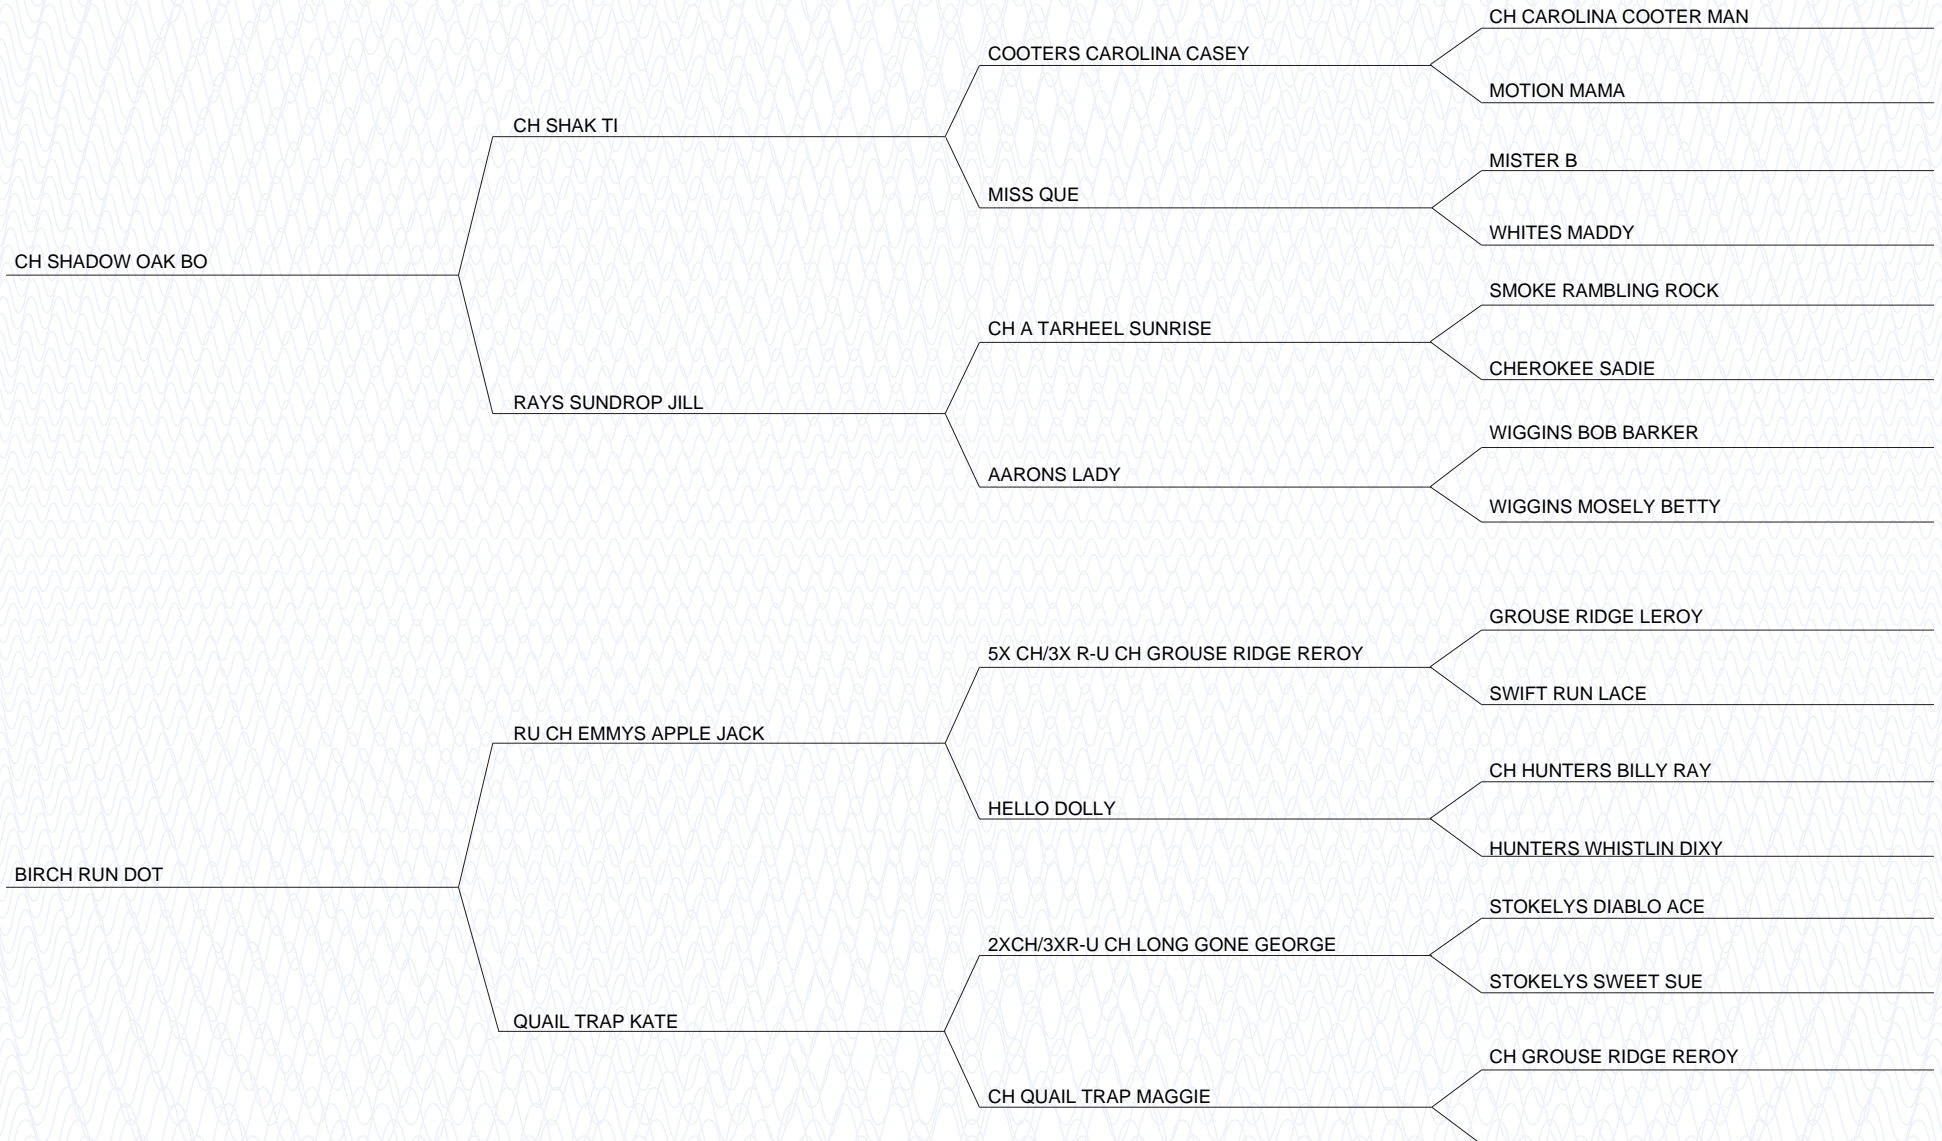 CH CAROLINA COOTER MAN
COOTERS CAROLINA CASEY
MOTION MAMA
CH SHAK TI
MISTER B
MISS QUE
WHITES MADDY
CH SHADOW OAK BO
SMOKE RAMBLING ROCK
CH A TARHEEL SUNRISE
CHEROKEE SADIE
RAYS SUNDROP JILL
WIGGINS BOB BARKER
AARONS LADY
WIGGINS MOSELY BETTY
GROUSE RIDGE LEROY
5X CH/3X R-U CH GROUSE RIDGE REROY
SWIFT RUN LACE
RU CH EMMYS APPLE JACK
CH HUNTERS BILLY RAY
HELLO DOLLY
HUNTERS WHISTLIN DIXY
BIRCH RUN DOT
STOKELYS DIABLO ACE
2XCH/3XR-U CH LONG GONE GEORGE
STOKELYS SWEET SUE
QUAIL TRAP KATE
CH GROUSE RIDGE REROY
CH QUAIL TRAP MAGGIE